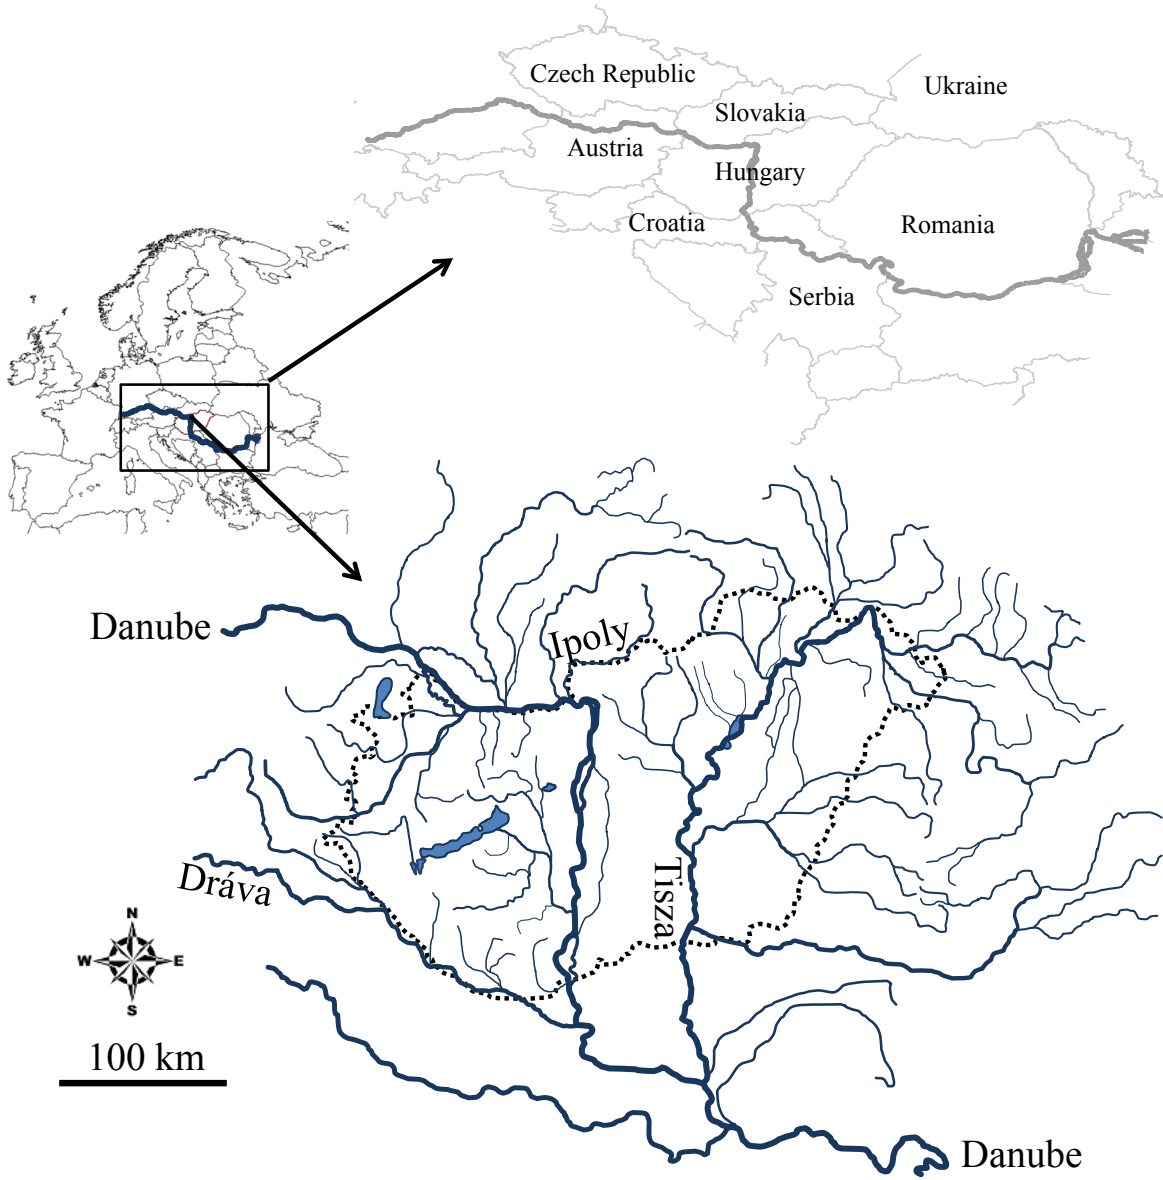 Czech Republic
Ukraine
Slovakia
Austria
Hungary
Croatia
Romania
Serbia
Danube
Ipoly
Tisza
Dráva
N
W E
S
100 km
Danube